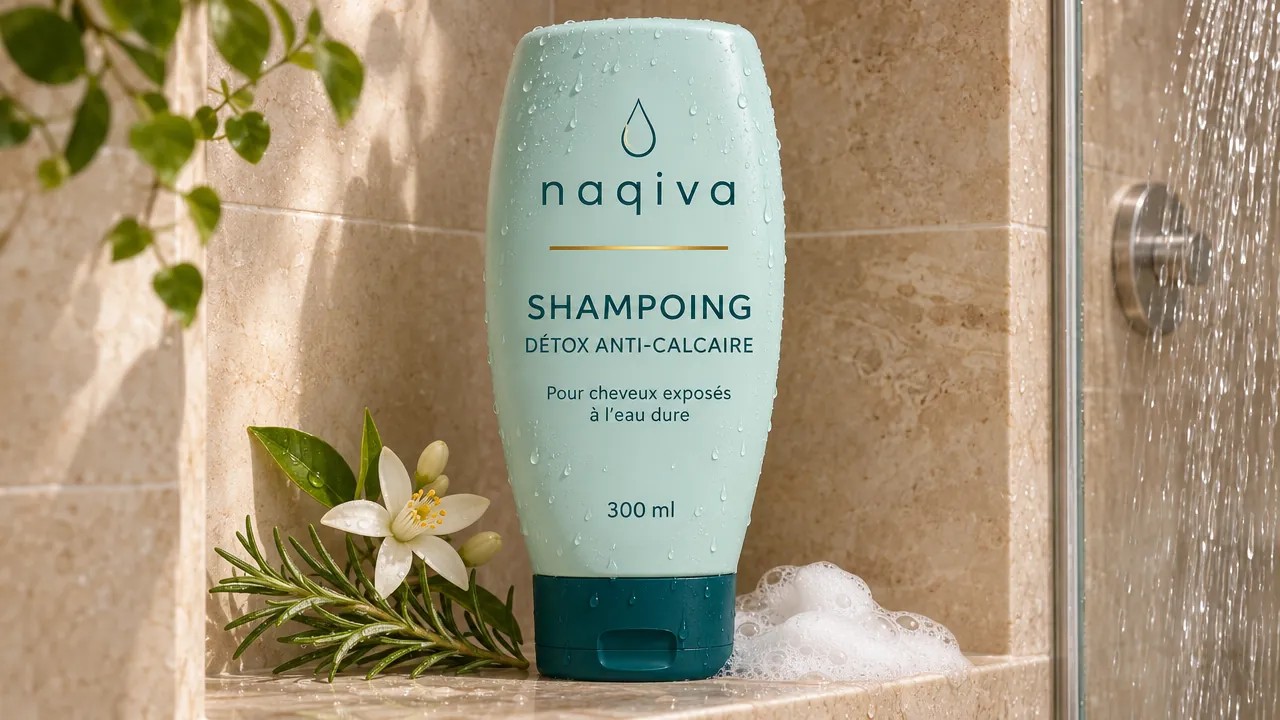 naqiva
SHAMPOING
DÉTOX ANTI-CALCAIRE
Pour cheveux exposés
à l'eau dure
300 ml